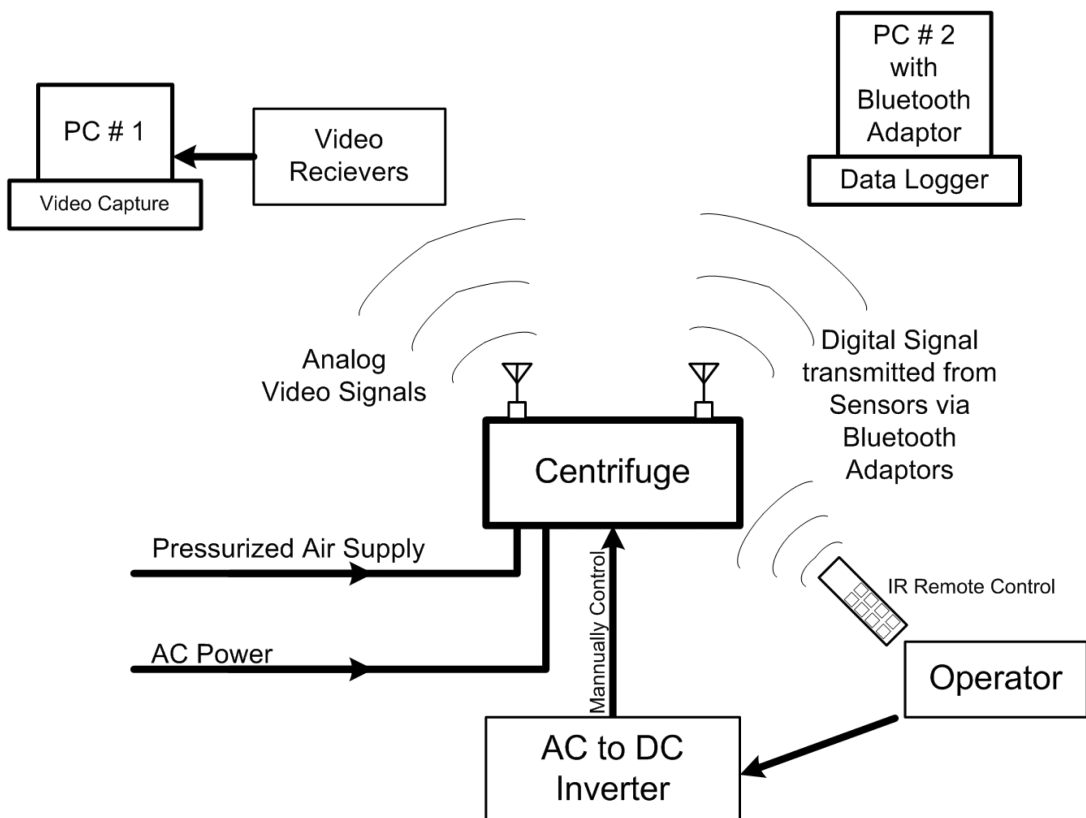 PC # 1
Video Capture
Video
Recievers
PC # 2
with
Bluetooth
Adaptor
Data Logger
Analog
Video Signals
Digital Signal
transmitted from
Sensors via
Bluetooth
Adaptors
Centrifuge
Pressurized Air Supply
AC Power
Mannually Control
IR Remote Control
Operator
AC to DC
Inverter